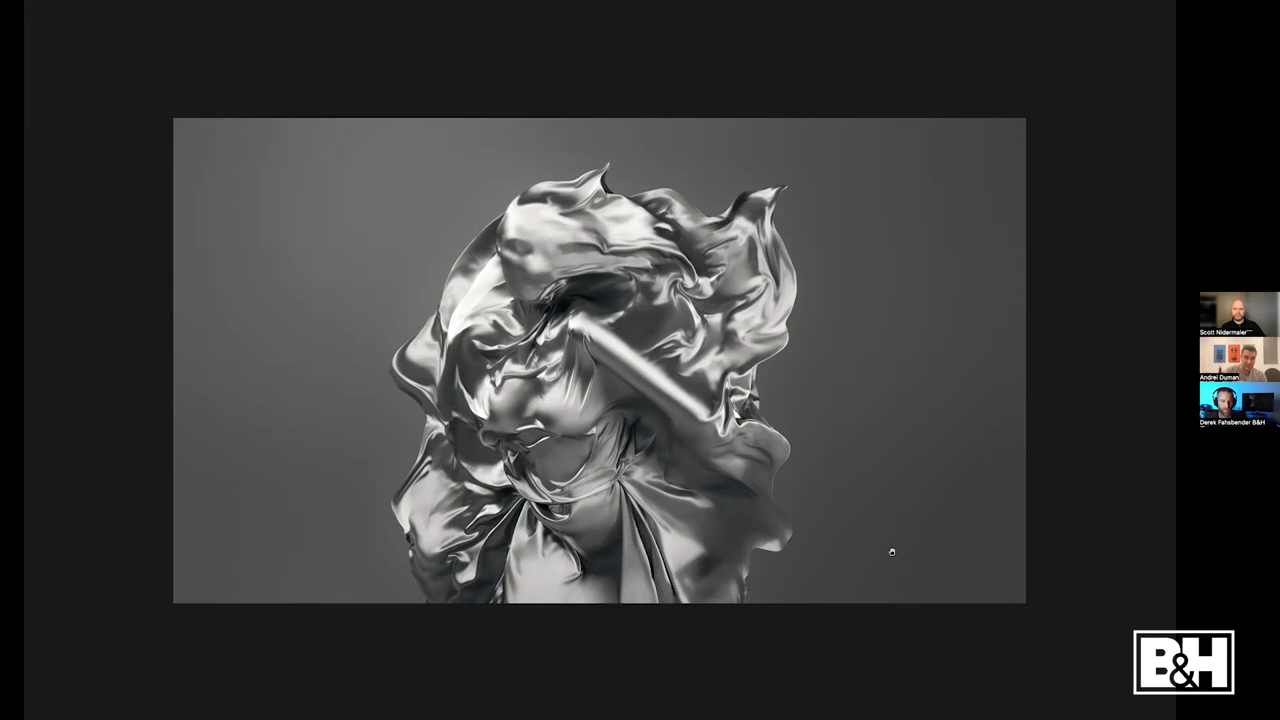 Scott Nidermaier
Andrei Duman
Derek Fahsbender B&H
B&H